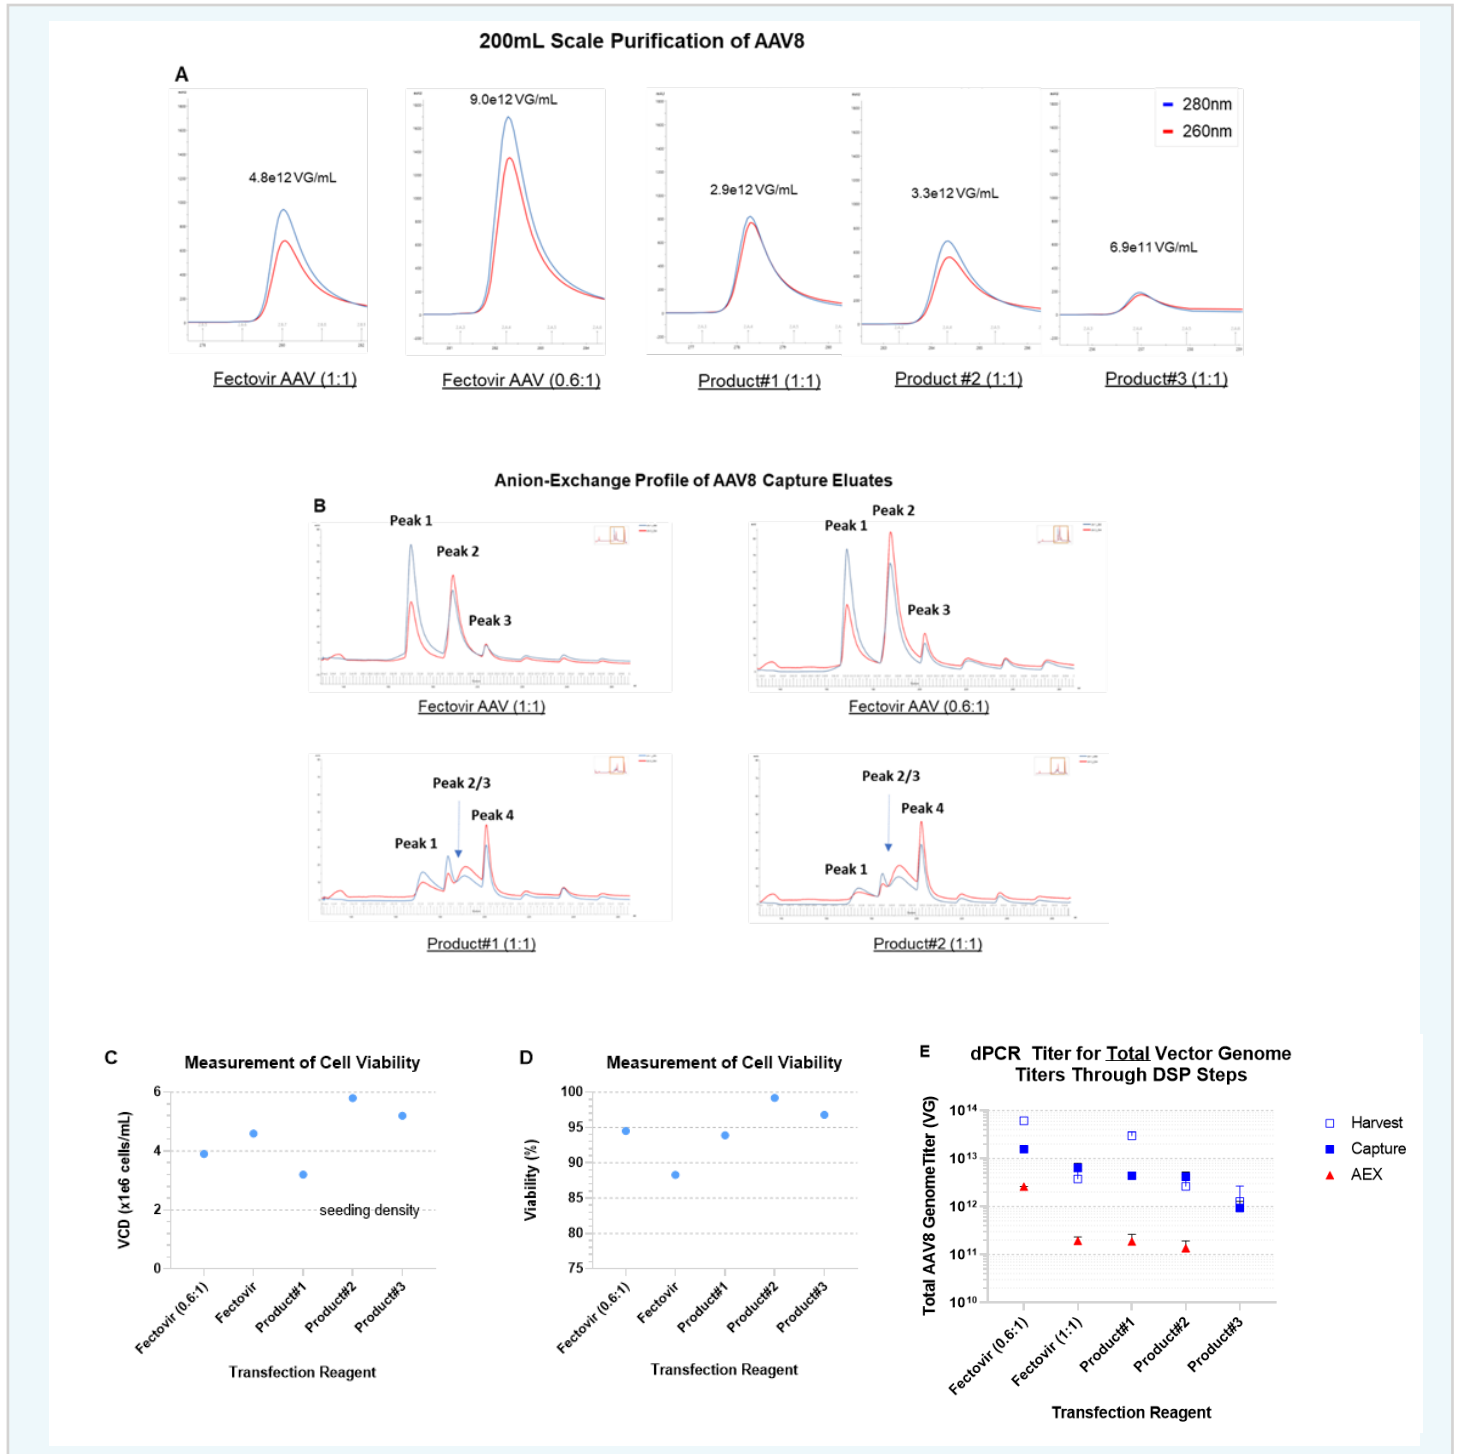 200mL Scale Purification of AAV8
A
4.8e12 VG/mL
9.0e12 VG/mL
2.9e12 VG/mL
3.3e12 VG/mL
6.9e11 VG/mL
280nm
260nm
Fectovir AAV (1:1)
Fectovir AAV (0.6:1)
Product#1 (1:1)
Product #2 (1:1)
Product#3 (1:1)
Anion-Exchange Profile of AAV8 Capture Eluates
B
Peak 1
Peak 2
Peak 3
Fectovir AAV (1:1)
Peak 1
Peak 2
Peak 3
Fectovir AAV (0.6:1)
Peak 1
Peak 2/3
Peak 4
Product#1 (1:1)
Peak 1
Peak 2/3
Peak 4
Product#2 (1:1)
C
Measurement of Cell Viability
VCD (x1e6 cells/mL)
6
4
2
0
seeding density
Fectovir (0.6:1)
Fectovir
Product#1
Product#2
Product#3
Transfection Reagent
D
Measurement of Cell Viability
Viability (%)
100
95
90
85
80
75
Fectovir (0.6:1)
Fectovir
Product#1
Product#2
Product#3
Transfection Reagent
E
dPCR Titer for Total Vector Genome
Titers Through DSP Steps
Total AAV8 GenomeTiter (VG)
10¹⁴
10¹³
10¹²
10¹¹
10¹⁰
Harvest
Capture
AEX
Fectovir (0.6:1)
Fectovir (1:1)
Product#1
Product#2
Product#3
Transfection Reagent